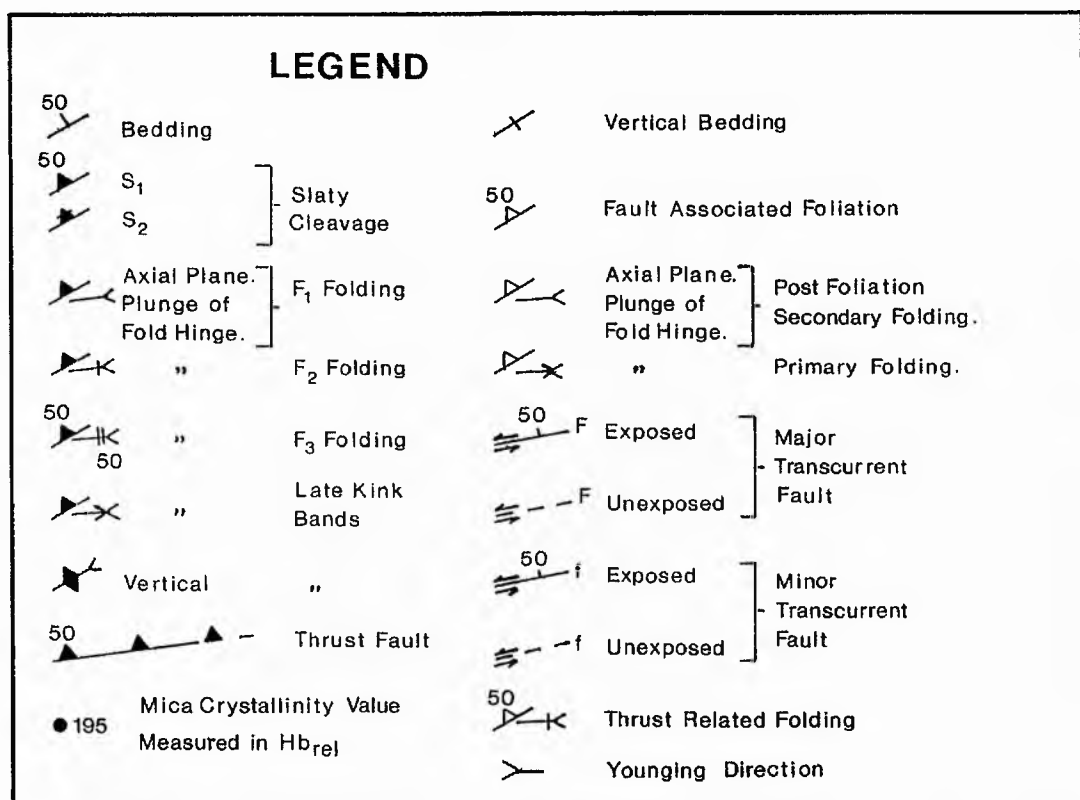 LEGEND
50
Bedding
50
S1
S2
Slaty
Cleavage
Axial Plane.
Plunge of
Fold Hinge.
F1 Folding
„ F2 Folding
50
„ F3 Folding
50
„ Late Kink
Bands
Vertical „
50
Thrust Fault
195 Mica Crystallinity Value
Measured in Hbrel
Vertical Bedding
50
Fault Associated Foliation
Axial Plane.
Plunge of
Fold Hinge.
Post Foliation
Secondary Folding.
„ Primary Folding.
50 F Exposed
F Unexposed
Major
Transcurrent
Fault
50 f Exposed
f Unexposed
Minor
Transcurrent
Fault
50
Thrust Related Folding
Younging Direction